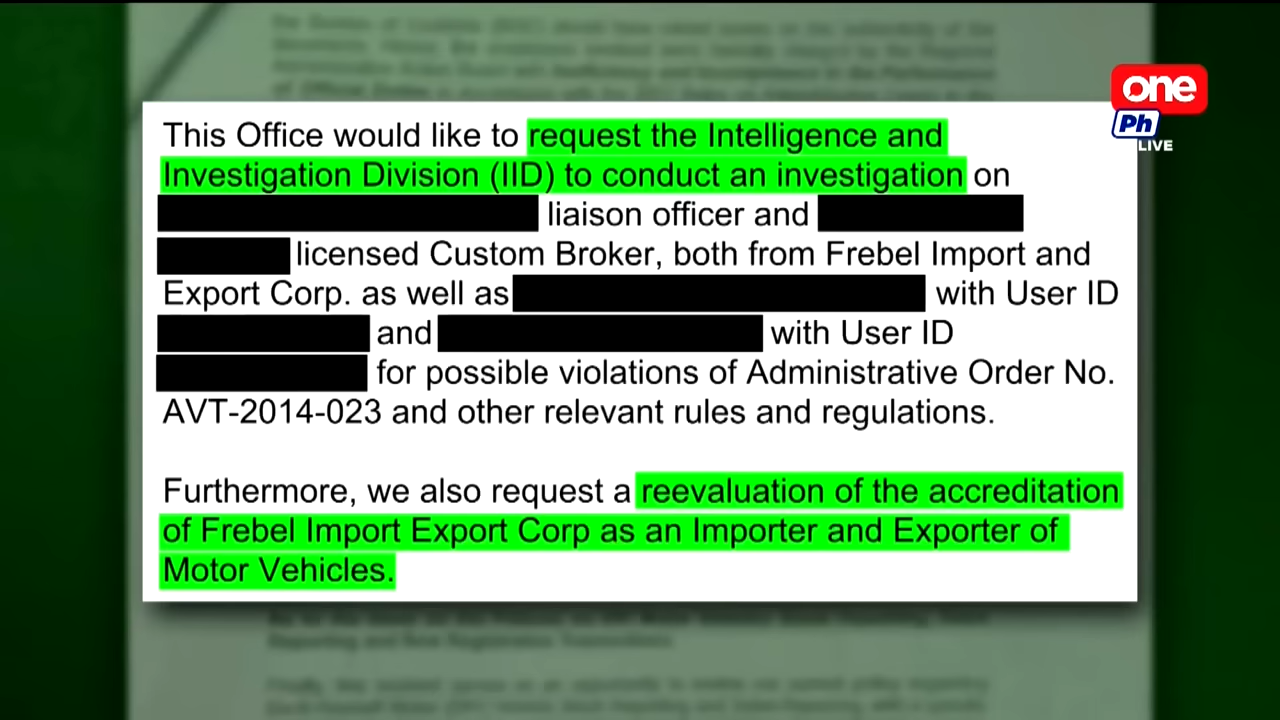 one
Ph
LIVE
This Office would like to request the Intelligence and
Investigation Division (IID) to conduct an investigation on
liaison officer and
licensed Custom Broker, both from Frebel Import and
Export Corp. as well as with User ID
and with User ID
for possible violations of Administrative Order No.
AVT-2014-023 and other relevant rules and regulations.
Furthermore, we also request a reevaluation of the accreditation
of Frebel Import Export Corp as an Importer and Exporter of
Motor Vehicles.